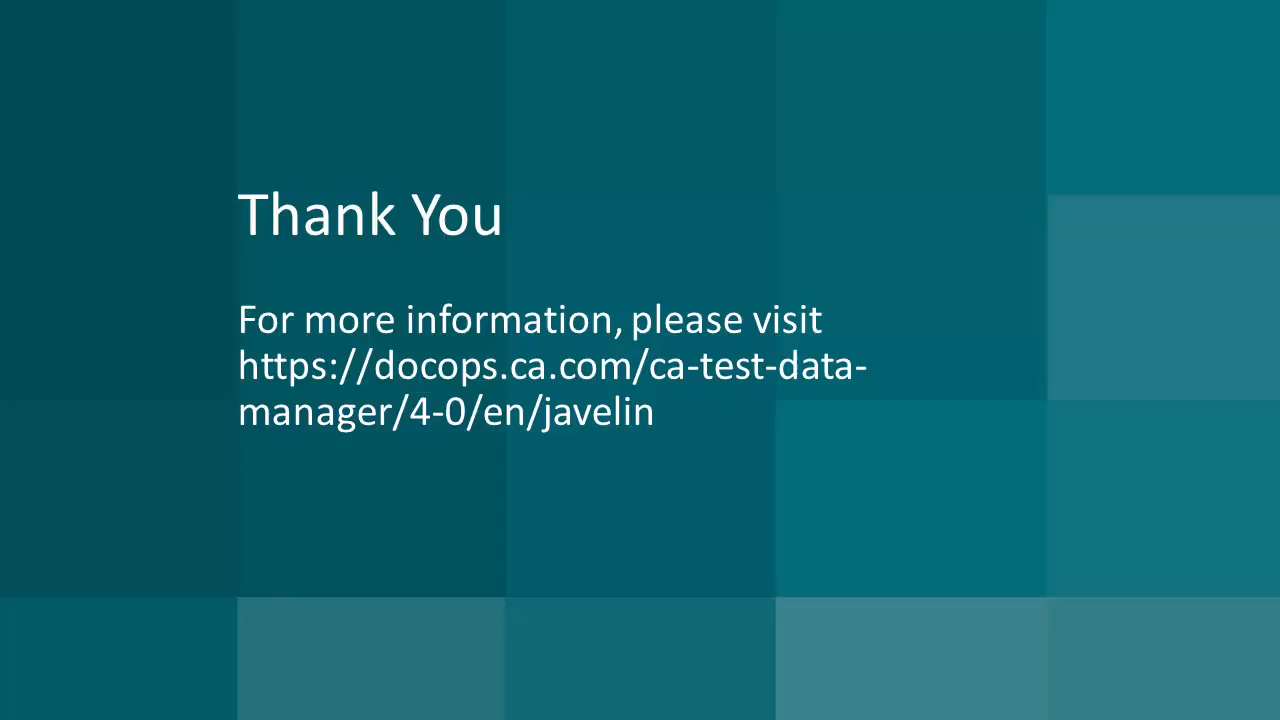 Thank You
For more information, please visit
https://docops.ca.com/ca-test-data-
manager/4-0/en/javelin